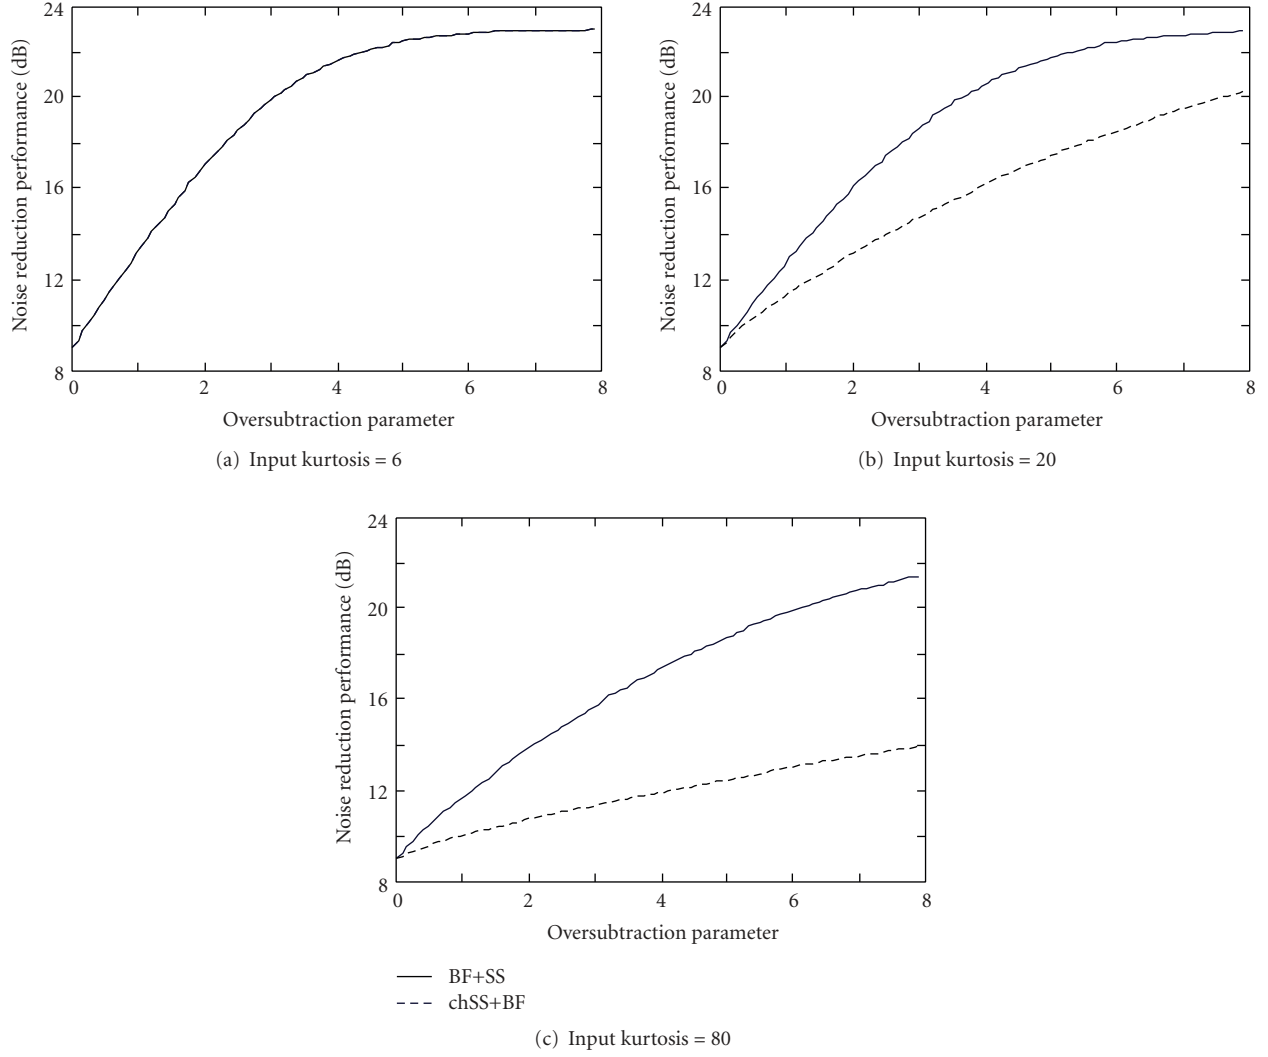 24
20
16
12
8
Noise reduction performance (dB)
0 2 4 6 8
Oversubtraction parameter
(a) Input kurtosis = 6
24
20
16
12
8
Noise reduction performance (dB)
0 2 4 6 8
Oversubtraction parameter
(b) Input kurtosis = 20
24
20
16
12
8
Noise reduction performance (dB)
0 2 4 6 8
Oversubtraction parameter
BF+SS
chSS+BF
(c) Input kurtosis = 80